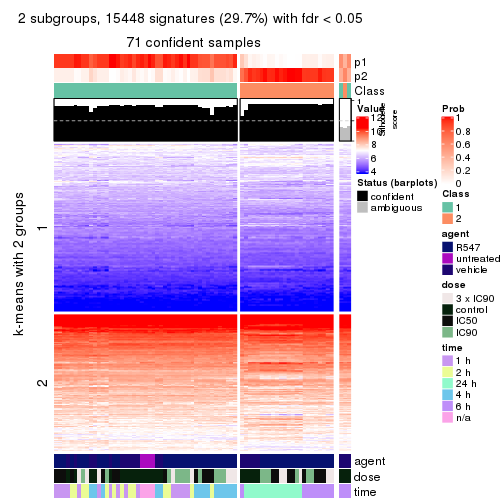 2 subgroups, 15448 signatures (29.7%) with fdr < 0.05
71 confident samples
p1
p2
Class
1
Silhouette
score
k-means with 2 groups
1
2
agent
dose
time
Value
12
10
8
6
4
Status (barplots)
confident
ambiguous
Prob
1
0.8
0.6
0.4
0.2
0
Class
1
2
agent
R547
untreated
vehicle
dose
3 x IC90
control
IC50
IC90
time
1 h
2 h
24 h
4 h
6 h
n/a